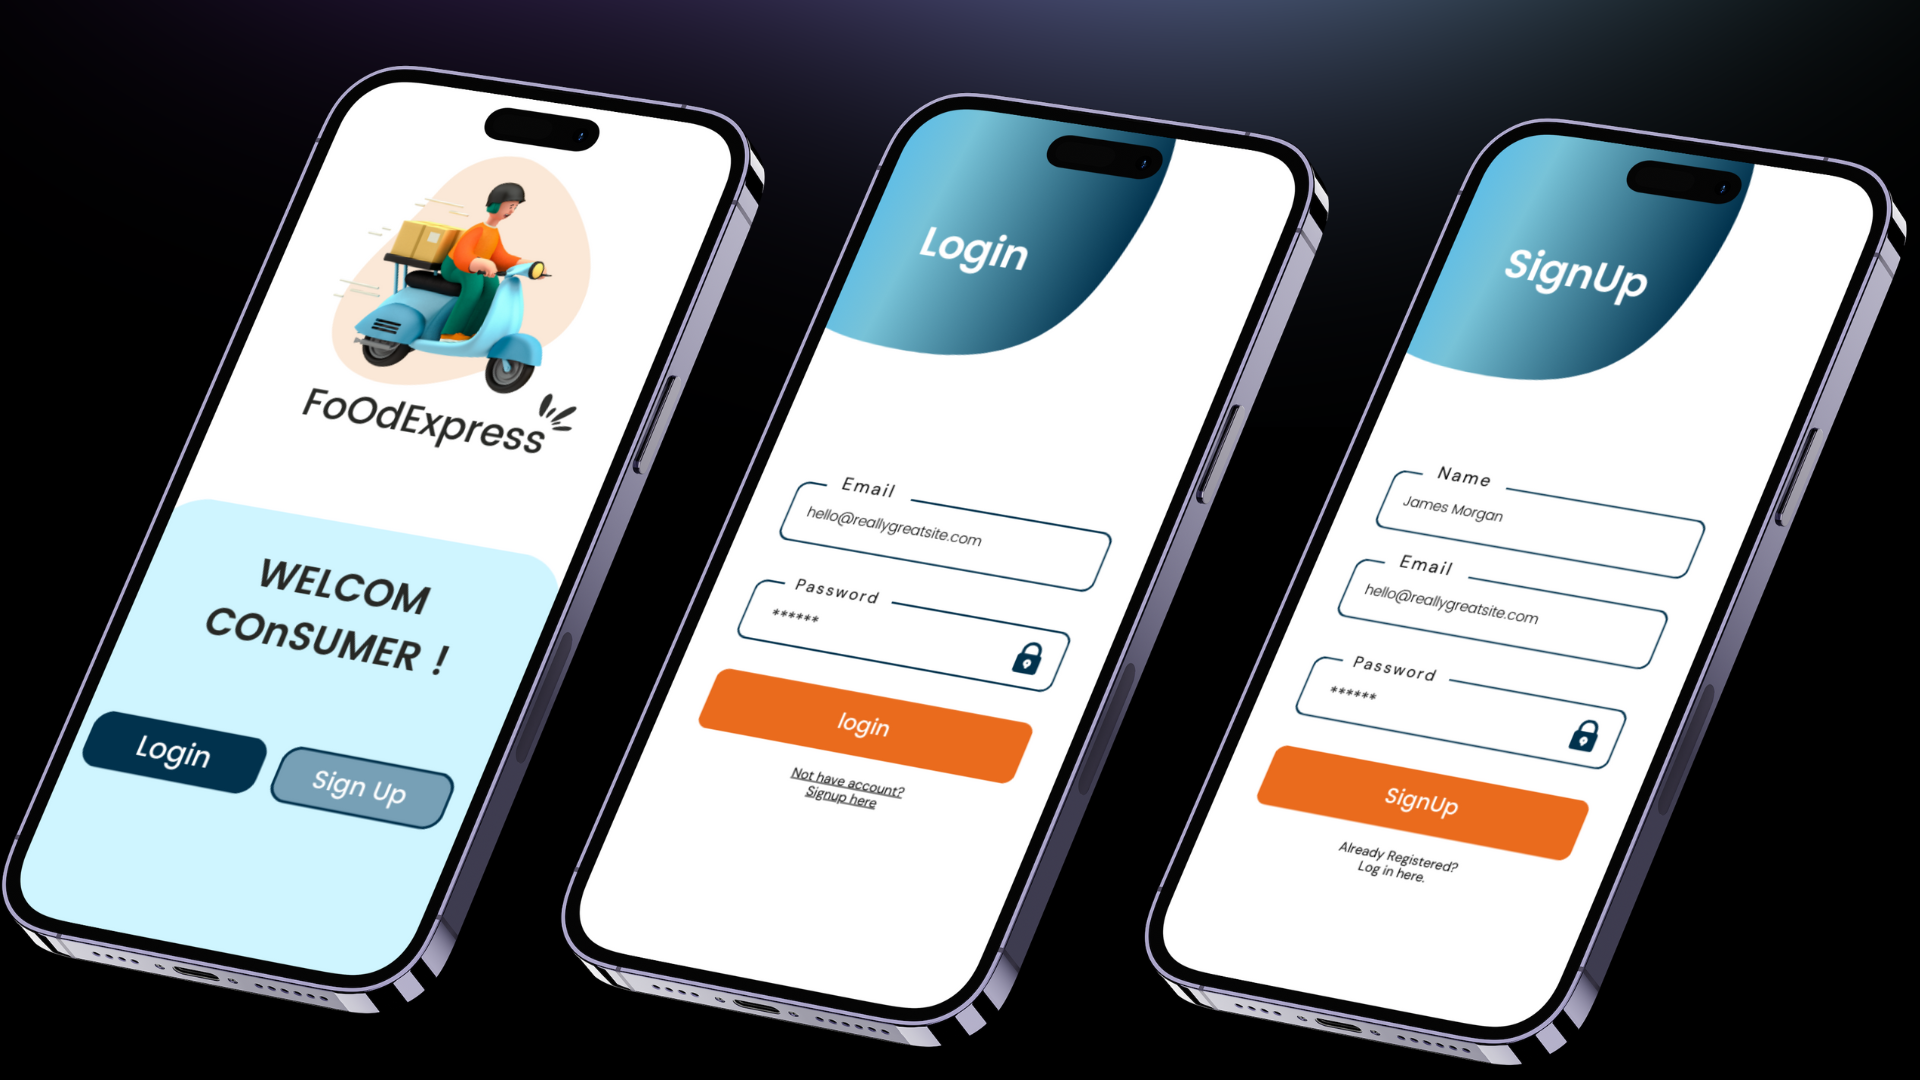 FoOdExpress
WELCOM
COnSUMER !
Login
Sign Up
Login
Email
hello@reallygreatsite.com
Password
******
login
Not have account?
Signup here
SignUp
Name
James Morgan
Email
hello@reallygreatsite.com
Password
******
SignUp
Already Registered?
Log in here.